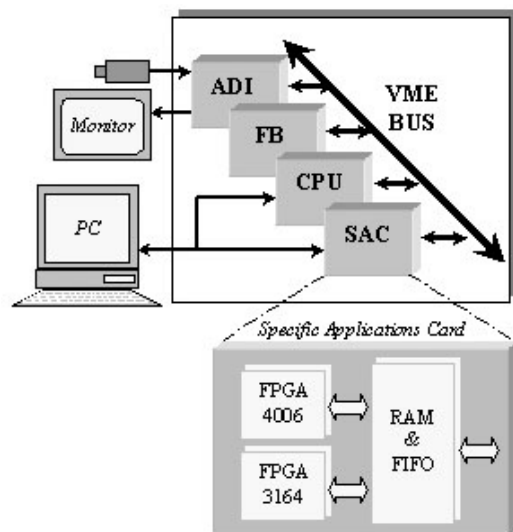 ADI
VME
BUS
Monitor
FB
CPU
PC
SAC
Specific Applications Card
FPGA
4006
RAM
&
FIFO
FPGA
3164